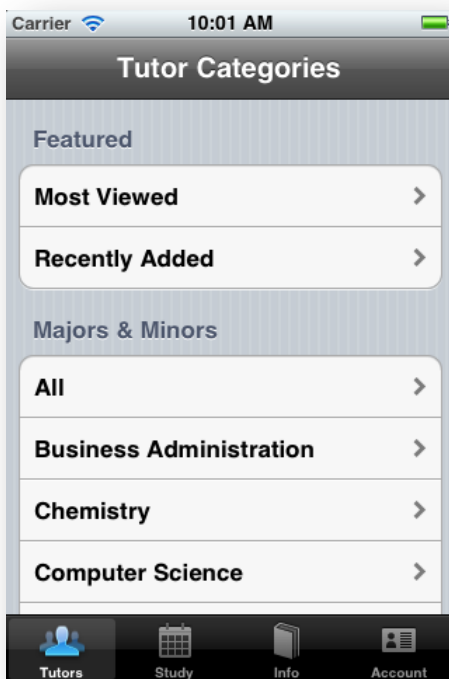 Carrier 10:01 AM
Tutor Categories
Featured
Most Viewed
Recently Added
Majors & Minors
All
Business Administration
Chemistry
Computer Science
Tutors Study Info Account